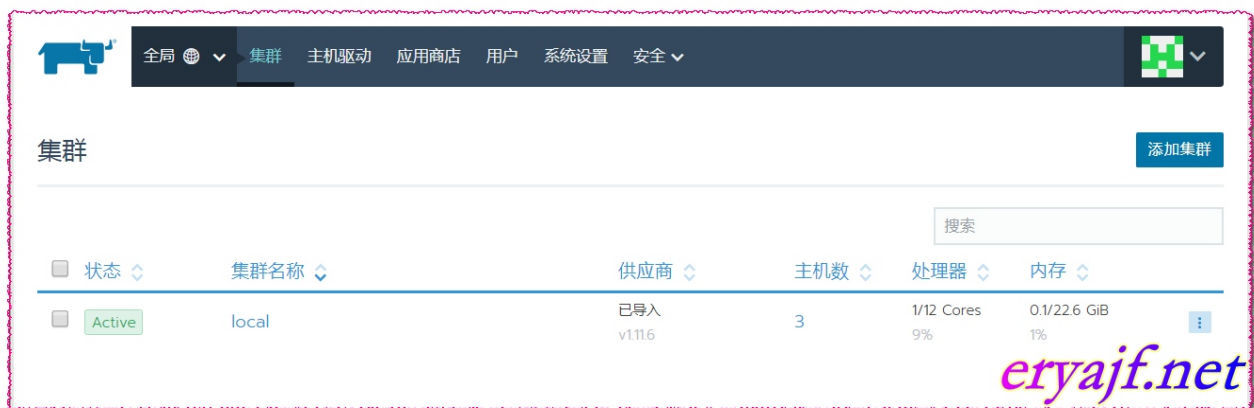 全局 集群 主机驱动 应用商店 用户 系统设置 安全
集群 添加集群
搜索
状态 集群名称 供应商 主机数 处理器 内存
Active local 已导入 3 1/12 Cores 0.1/22.6 GiB
v1.11.6 9% 1%
eryajf.net